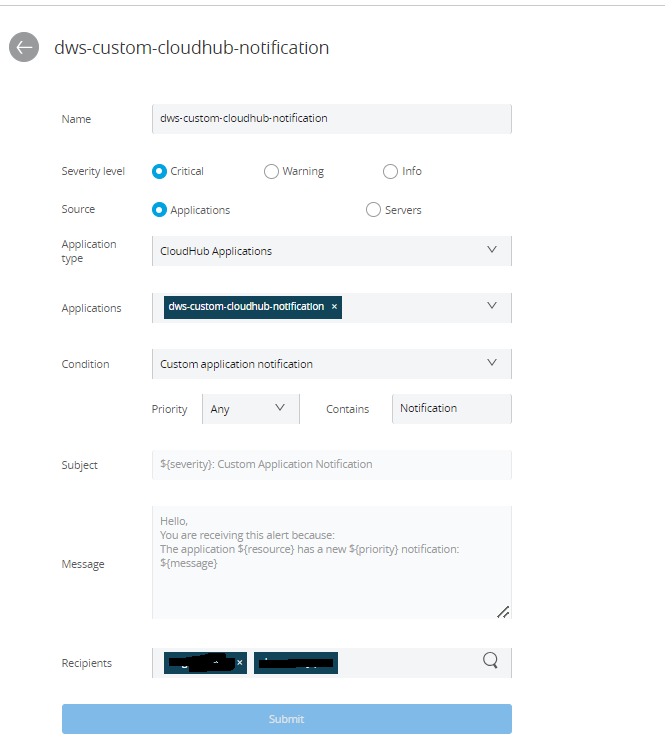 dws-custom-cloudhub-notification
Name dws-custom-cloudhub-notification
Severity level Critical Warning Info
Source Applications Servers
Application
type
CloudHub Applications
Applications dws-custom-cloudhub-notification ×
Condition Custom application notification
Priority Any Contains Notification
Subject ${severity}: Custom Application Notification
Message
Hello,
You are receiving this alert because:
The application ${resource} has a new ${priority} notification:
${message}
Recipients ×
Submit